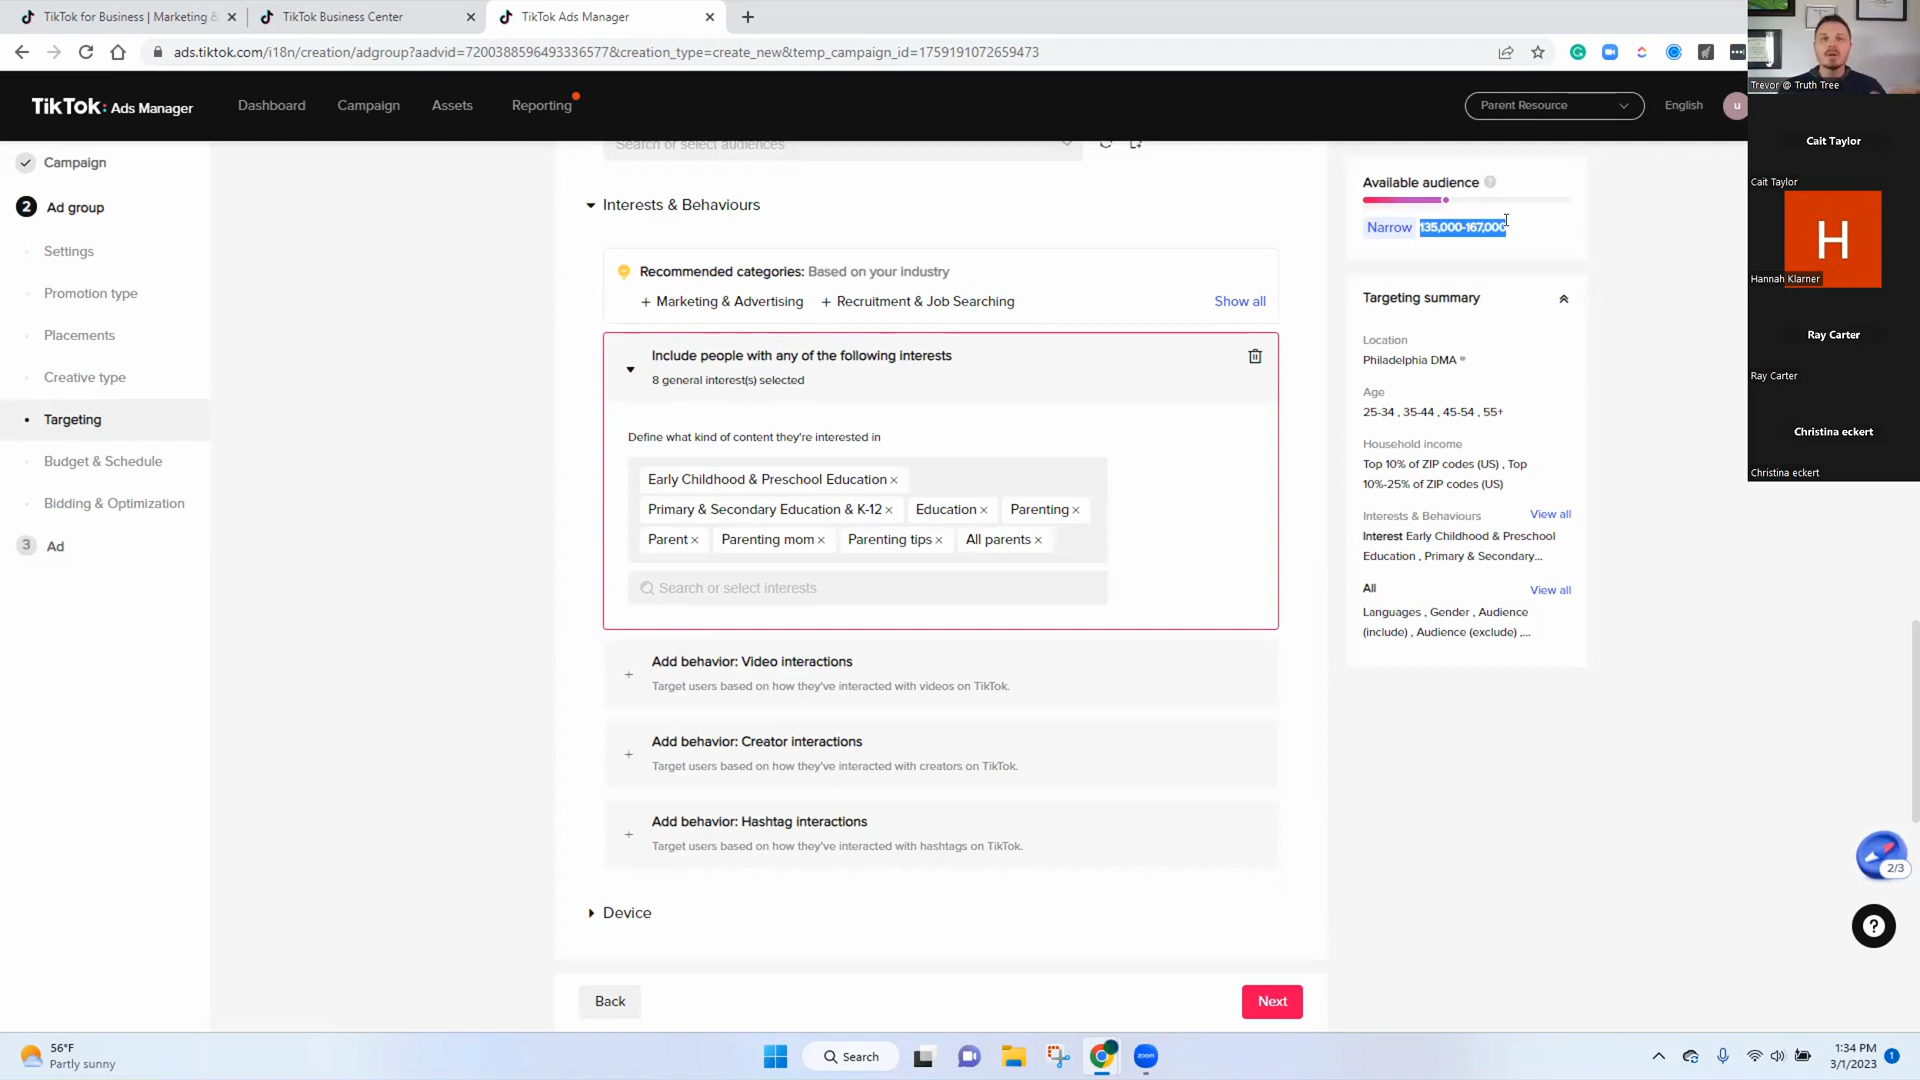 TikTok for Business | Marketing &
TikTok Business Center
TikTok Ads Manager
ads.tiktok.com/i18n/creation/adgroup?aadvid=7200388596493336577&creation_type=create_new&temp_campaign_id=1759191072659473
TikTok: Ads Manager
Dashboard
Campaign
Assets
Reporting
Parent Resource
English
u
Trevor @ Truth Tree
Cait Taylor
Cait Taylor
H
Hannah Klarner
Ray Carter
Ray Carter
Christina eckert
Christina eckert
Campaign
2 Ad group
Settings
Promotion type
Placements
Creative type
Targeting
Budget & Schedule
Bidding & Optimization
3 Ad
Search or select audiences
Interests & Behaviours
Recommended categories: Based on your industry
+ Marketing & Advertising + Recruitment & Job Searching Show all
Include people with any of the following interests
8 general interest(s) selected
Define what kind of content they're interested in
Early Childhood & Preschool Education ×
Primary & Secondary Education & K-12 × Education × Parenting ×
Parent × Parenting mom × Parenting tips × All parents ×
Search or select interests
+ Add behavior: Video interactions
Target users based on how they've interacted with videos on TikTok.
+ Add behavior: Creator interactions
Target users based on how they've interacted with creators on TikTok.
+ Add behavior: Hashtag interactions
Target users based on how they've interacted with hashtags on TikTok.
Device
Back
Next
Available audience ?
Narrow 135,000-167,000
Targeting summary
Location
Philadelphia DMA ®
Age
25-34 , 35-44 , 45-54 , 55+
Household income
Top 10% of ZIP codes (US) , Top
10%-25% of ZIP codes (US)
Interests & Behaviours View all
Interest Early Childhood & Preschool
Education , Primary & Secondary...
All View all
Languages , Gender , Audience
(include) , Audience (exclude) ,...
2/3
?
56°F
Partly sunny
Search
zoom
1:34 PM
3/1/2023
1